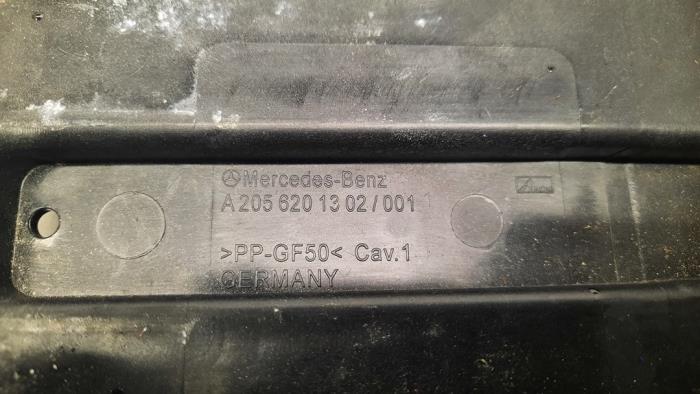 Mercedes-Benz
A 205 620 13 02 / 001
>PP-GF50< Cav.1
GERMANY